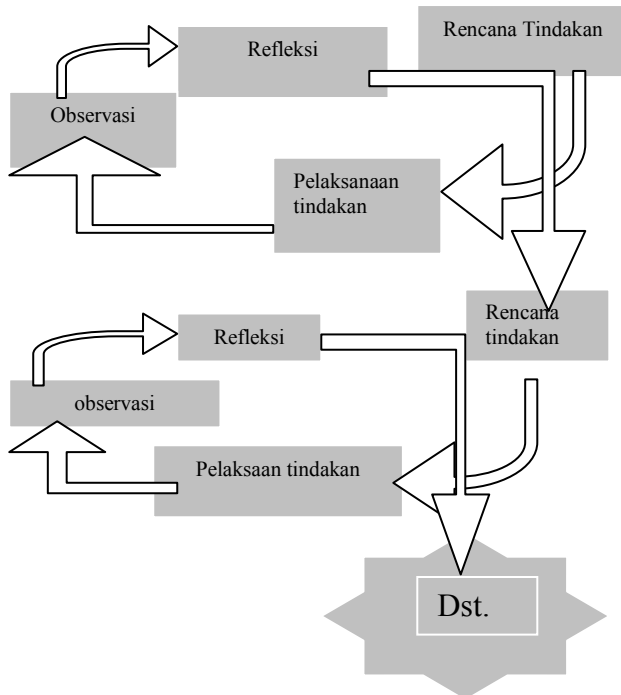 Rencana Tindakan
Refleksi
Observasi
Pelaksanaan
tindakan
Rencana
tindakan
Refleksi
observasi
Pelaksaan tindakan
Dst.